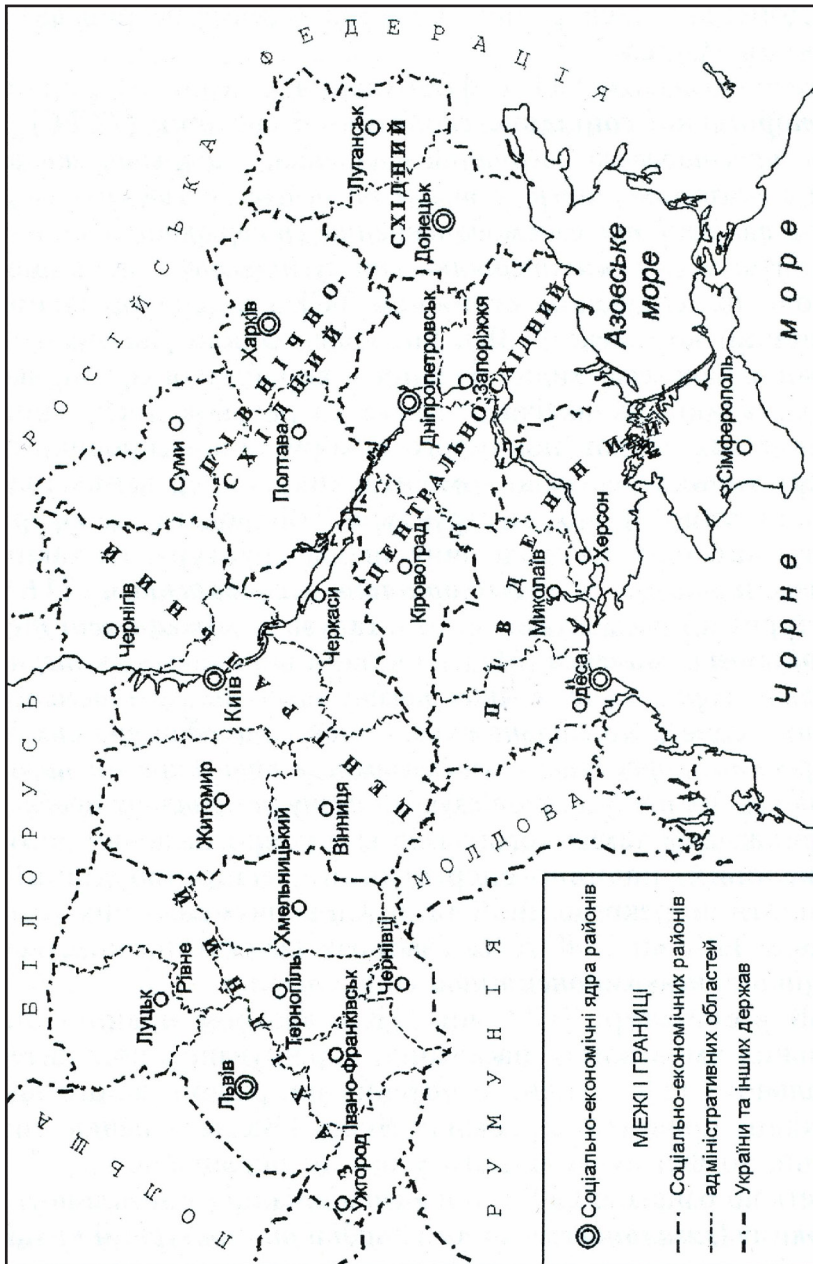 БІЛОРУСЬ
РОСІЙСЬКА ФЕДЕРАЦІЯ
ПОЛЬЩА
РУМУНІЯ
МОЛДОВА
Луцьк
Рівне
Житомир
Київ
Чернігів
Суми
Харків
Луганськ
Львів
Тернопіль
Хмельницький
Вінниця
Черкаси
Полтава
Ужгород
Івано-Франківськ
Чернівці
Кіровоград
Дніпропетровськ
Запоріжжя
Донецьк
Одеса
Миколаїв
Херсон
Сімферополь
ЗАХІДНИЙ
ЦЕНТРАЛЬНИЙ
ПІВНІЧНО
СХІДНИЙ
СХІДНИЙ
ЦЕНТРАЛЬНО-СХІДНИЙ
ПІВДЕННИЙ
Азовське
море
Чорне море
Соціально-економічні ядра районів
МЕЖІ І ГРАНИЦІ
Соціально-економічних районів
адміністративних областей
України та інших держав